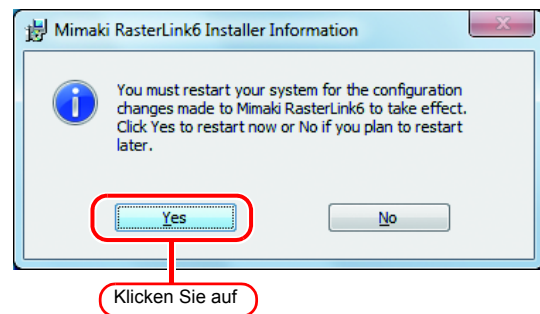 Mimaki RasterLink6 Installer Information
You must restart your system for the configuration
changes made to Mimaki RasterLink6 to take effect.
Click Yes to restart now or No if you plan to restart
later.
Yes
No
Klicken Sie auf